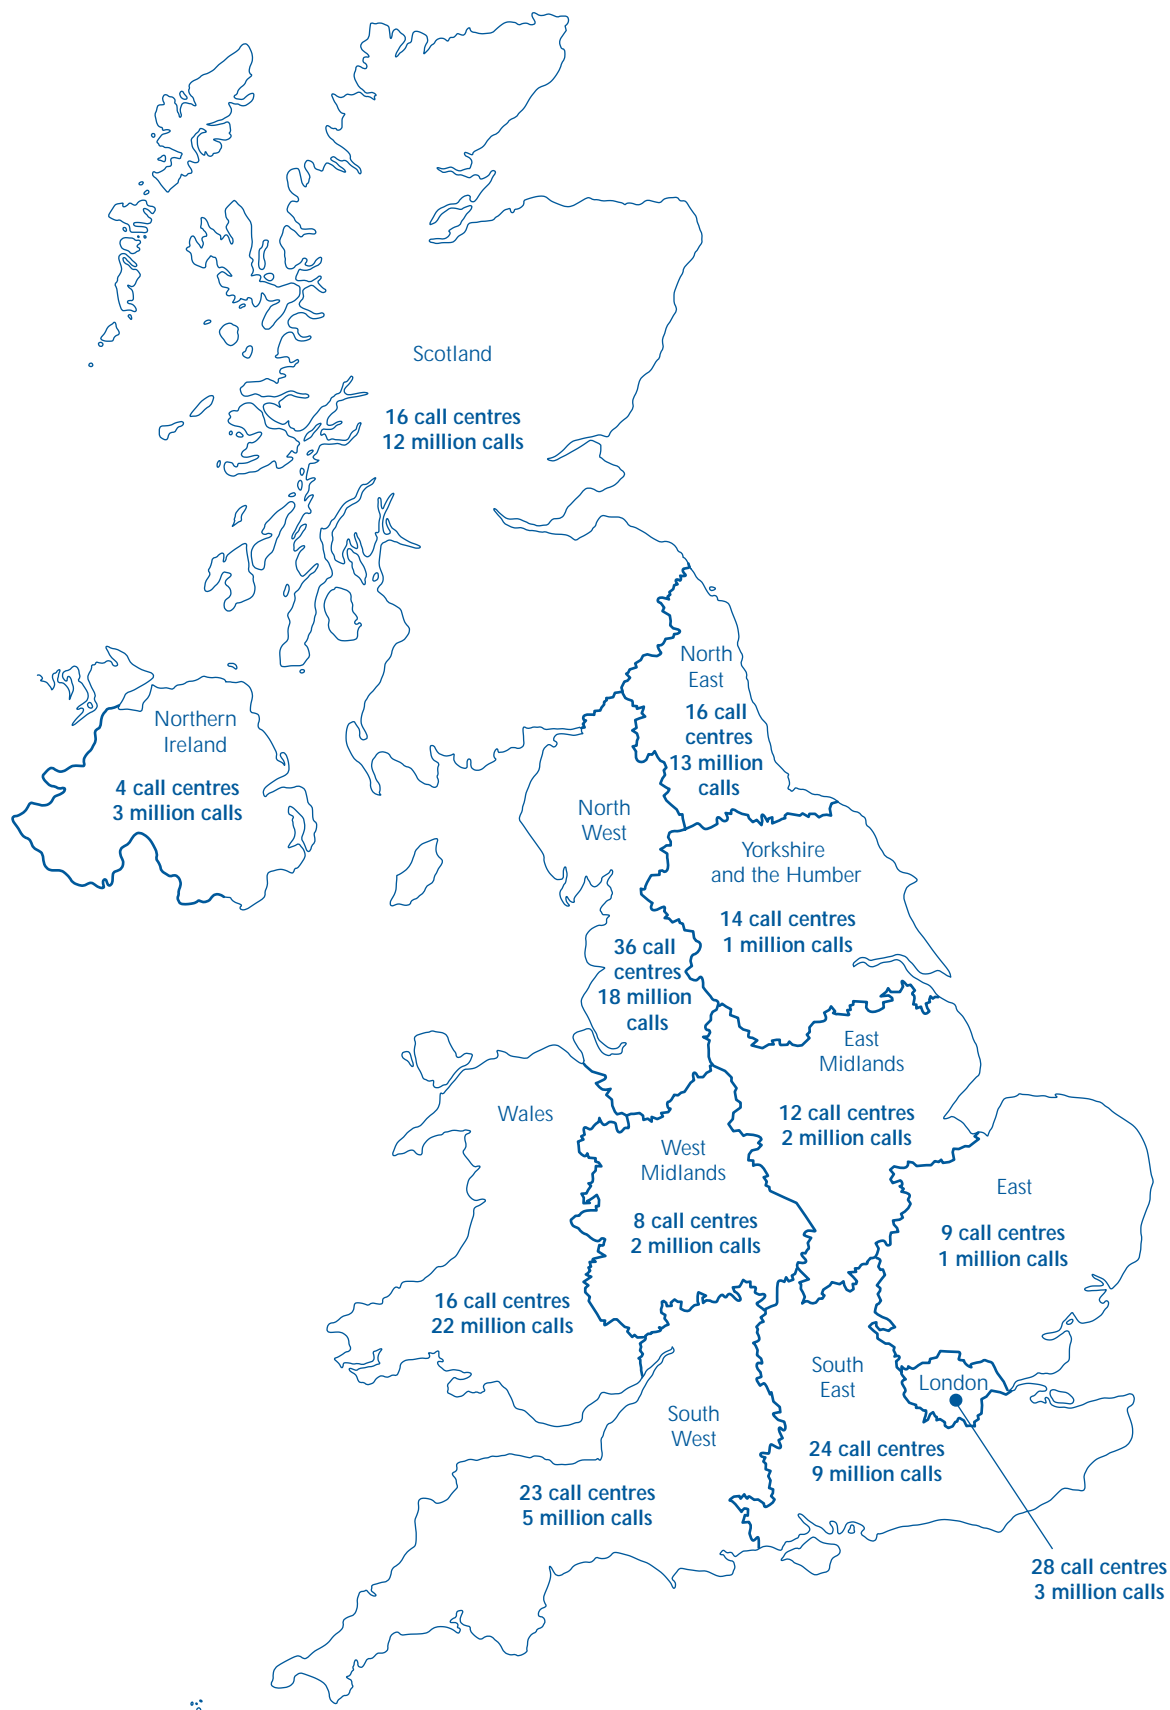 Scotland
16 call centres
12 million calls
North
East
16 call
centres
13 million
calls
Northern
Ireland
4 call centres
3 million calls
North
West
36 call
centres
18 million
calls
Yorkshire
and the Humber
14 call centres
1 million calls
East
Midlands
12 call centres
2 million calls
Wales
16 call centres
22 million calls
West
Midlands
8 call centres
2 million calls
East
9 call centres
1 million calls
South
East
24 call centres
9 million calls
London
28 call centres
3 million calls
South
West
23 call centres
5 million calls